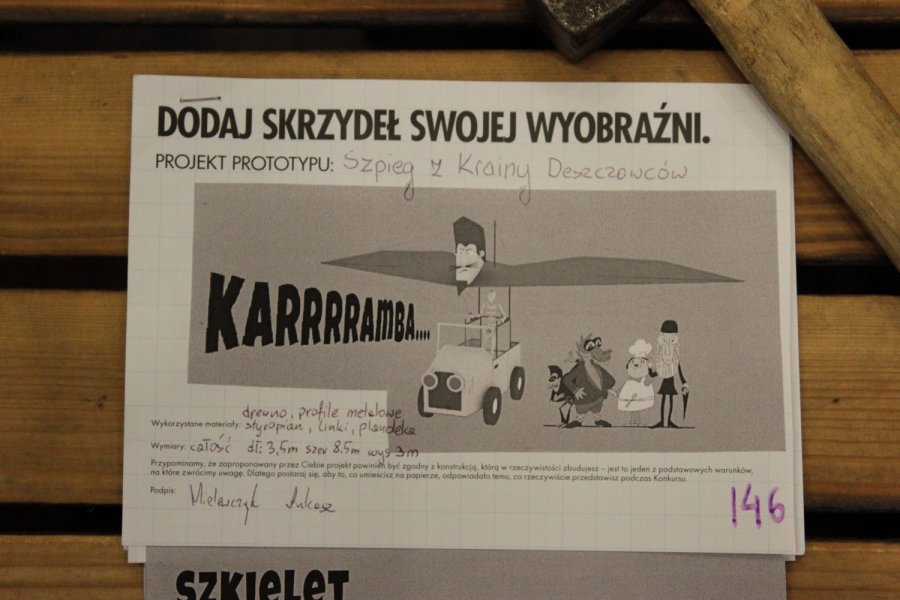 DODAJ SKRZYDEŁ SWOJEJ WYOBRAŹNI.
PROJEKT PROTOTYPU: Szpieg z Krainy Deszczowców
KARRRRAMBA....
drewno, profile metalowe
Wykorzystane materiały: styropian, linki, plandeka
Wymiary: całość dł: 3,5m szer 8,5m wys 3m
Przypominamy, że zaproponowany przez Ciebie projekt powinien być zgodny z konstrukcją, którą w rzeczywistości zbudujesz – jest to jeden z podstawowych warunków,
na które zwrócimy uwagę. Dlatego postaraj się, aby to, co umieścisz na papierze, odpowiadało temu, co rzeczywiście przedstawisz podczas Konkursu.
Podpis: Mielewczyk Łukasz
146
SZKIELET